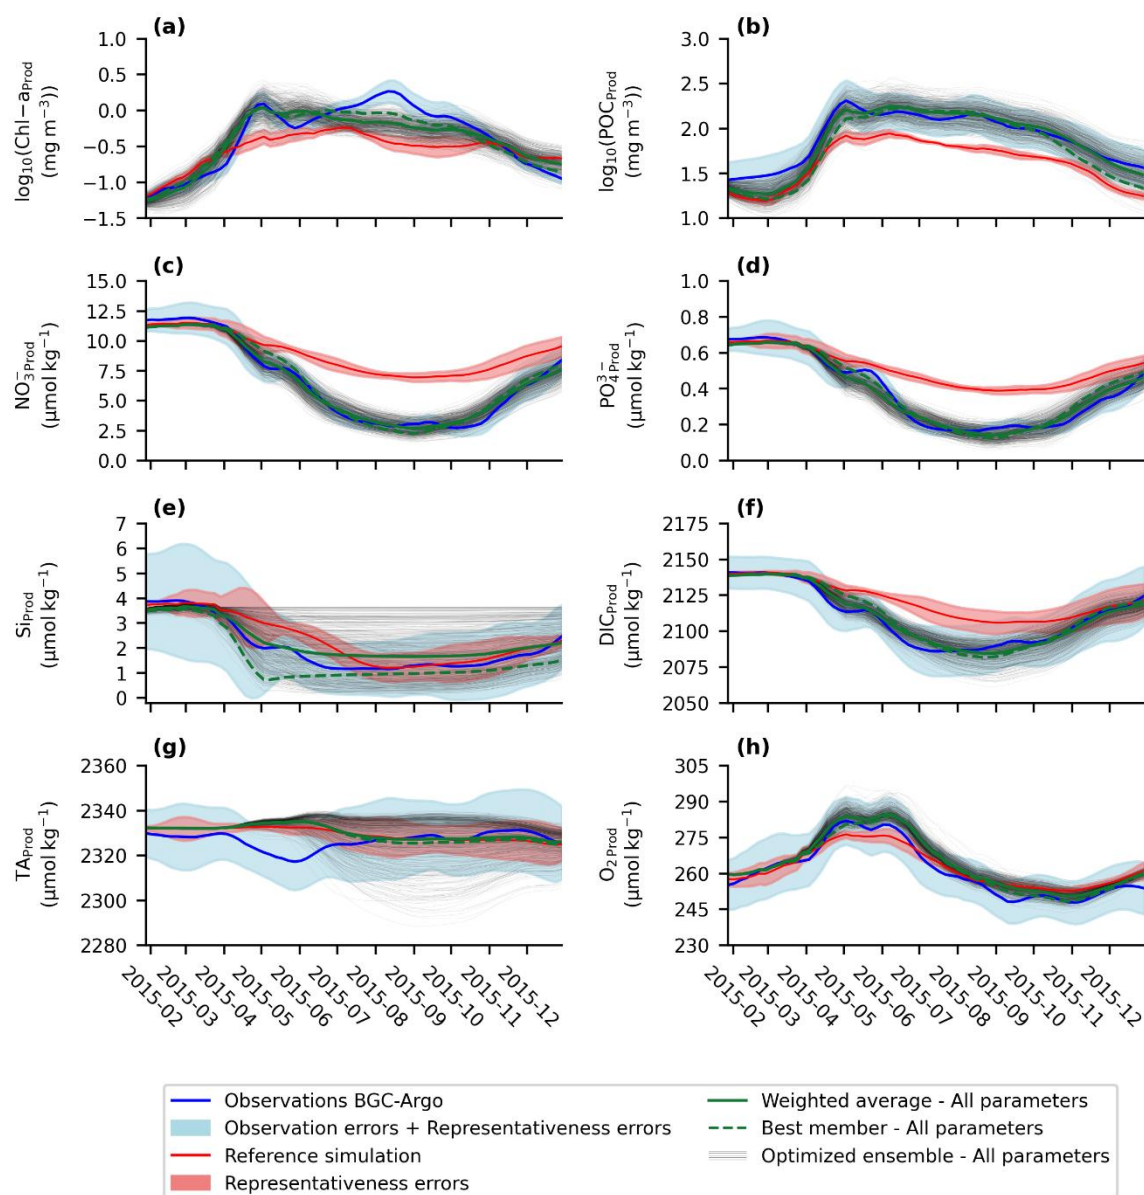 (a)
log₁₀(Chl−aProd)
(mg m⁻³))
1.0
0.5
0.0
−0.5
−1.0
−1.5
(b)
log₁₀(POCProd)
(mg m⁻³))
3.0
2.5
2.0
1.5
1.0
(c)
NO₃⁻Prod
(µmol kg⁻¹)
15.0
12.5
10.0
7.5
5.0
2.5
0.0
(d)
PO₄³⁻Prod
(µmol kg⁻¹)
1.0
0.8
0.6
0.4
0.2
0.0
(e)
SiProd
(µmol kg⁻¹)
7
6
5
4
3
2
1
0
(f)
DICProd
(µmol kg⁻¹)
2175
2150
2125
2100
2075
2050
(g)
TAProd
(µmol kg⁻¹)
2360
2340
2320
2300
2280
(h)
O₂ Prod
(µmol kg⁻¹)
305
290
275
260
245
230
2015-02
2015-03
2015-04
2015-05
2015-06
2015-07
2015-08
2015-09
2015-10
2015-11
2015-12
2015-02
2015-03
2015-04
2015-05
2015-06
2015-07
2015-08
2015-09
2015-10
2015-11
2015-12
Observations BGC-Argo
Observation errors + Representativeness errors
Reference simulation
Representativeness errors
Weighted average - All parameters
Best member - All parameters
Optimized ensemble - All parameters